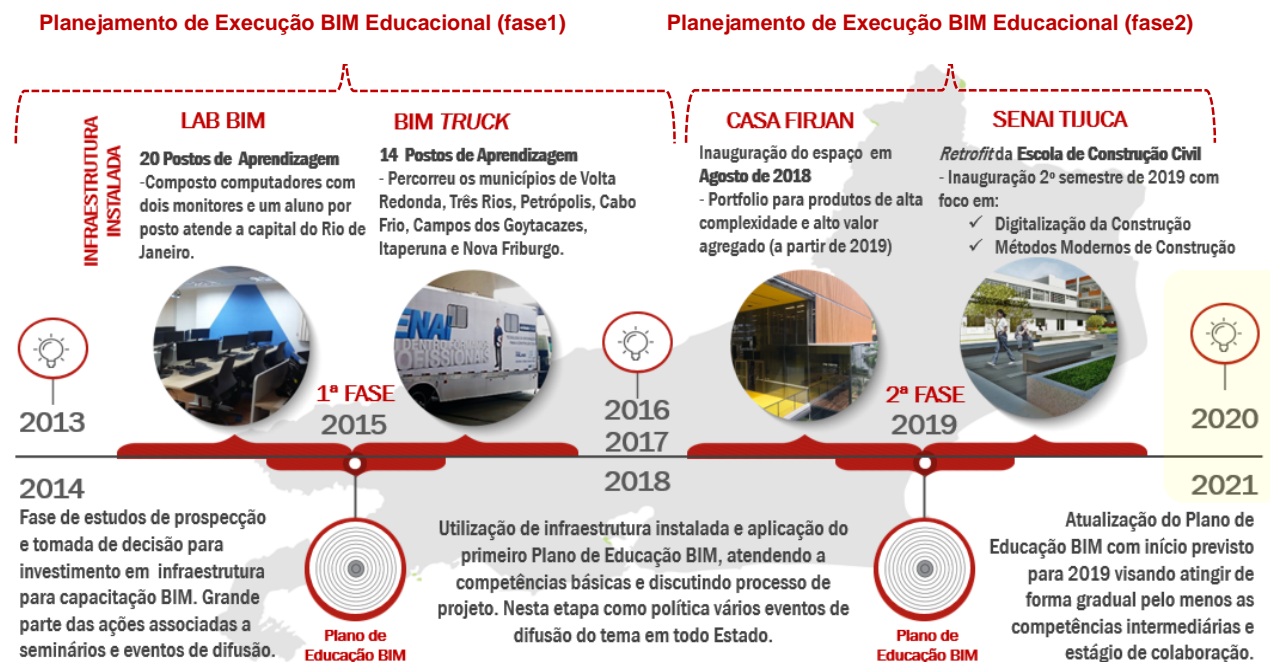 Planejamento de Execução BIM Educacional (fase1)
Planejamento de Execução BIM Educacional (fase2)
INFRAESTRUTURA
INSTALADA
LAB BIM
20 Postos de Aprendizagem
-Composto computadores com
dois monitores e um aluno por
posto atende a capital do Rio de
Janeiro.
BIM TRUCK
14 Postos de Aprendizagem
- Percorreu os municípios de Volta
Redonda, Três Rios, Petrópolis, Cabo
Frio, Campos dos Goytacazes,
Itaperuna e Nova Friburgo.
CASA FIRJAN
Inauguração do espaço em
Agosto de 2018
- Portfolio para produtos de alta
complexidade e alto valor
agregado (a partir de 2019)
SENAI TIJUCA
Retrofit da Escola de Construção Civil
- Inauguração 2º semestre de 2019 com
foco em:
✓ Digitalização da Construção
✓ Métodos Modernos de Construção
ENAI
2013
1ª FASE
2015
2016
2017
2018
2ª FASE
2019
2020
2021
2014
Fase de estudos de prospecção
e tomada de decisão para
investimento em infraestrutura
para capacitação BIM. Grande
parte das ações associadas a
seminários e eventos de difusão.
Plano de
Educação BIM
Utilização de infraestrutura instalada e aplicação do
primeiro Plano de Educação BIM, atendendo a
competências básicas e discutindo processo de
projeto. Nesta etapa como política vários eventos de
difusão do tema em todo Estado.
Plano de
Educação BIM
Atualização do Plano de
Educação BIM com início previsto
para 2019 visando atingir de
forma gradual pelo menos as
competências intermediárias e
estágio de colaboração.